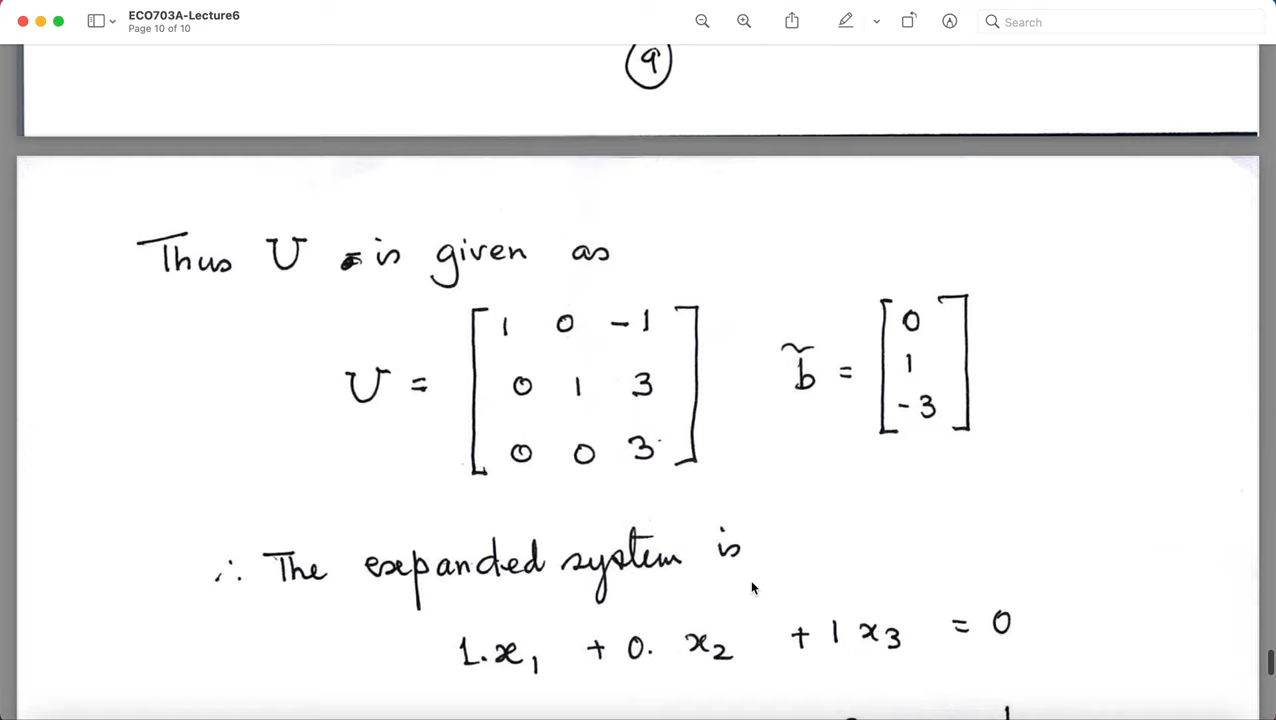 ECO703A-Lecture6
Page 10 of 10
Search
9
Thus U is given as
U = [ 1 0 -1
0 1 3
0 0 3 ]
b̃ = [ 0
1
-3 ]
∴ The expanded system is
1.x₁ + 0. x₂ + 1 x₃ = 0